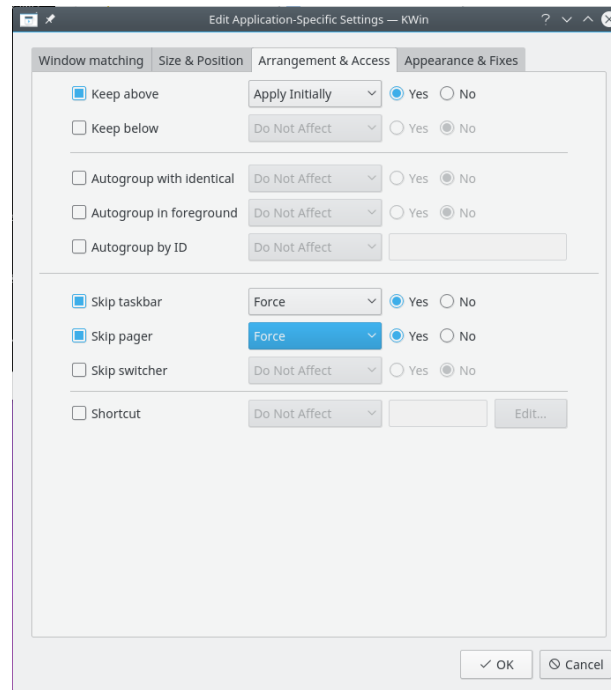 Edit Application-Specific Settings — KWin
Window matching Size & Position Arrangement & Access Appearance & Fixes
Keep above Apply Initially Yes No
Keep below Do Not Affect Yes No
Autogroup with identical Do Not Affect Yes No
Autogroup in foreground Do Not Affect Yes No
Autogroup by ID Do Not Affect
Skip taskbar Force Yes No
Skip pager Force Yes No
Skip switcher Do Not Affect Yes No
Shortcut Do Not Affect Edit...
OK Cancel